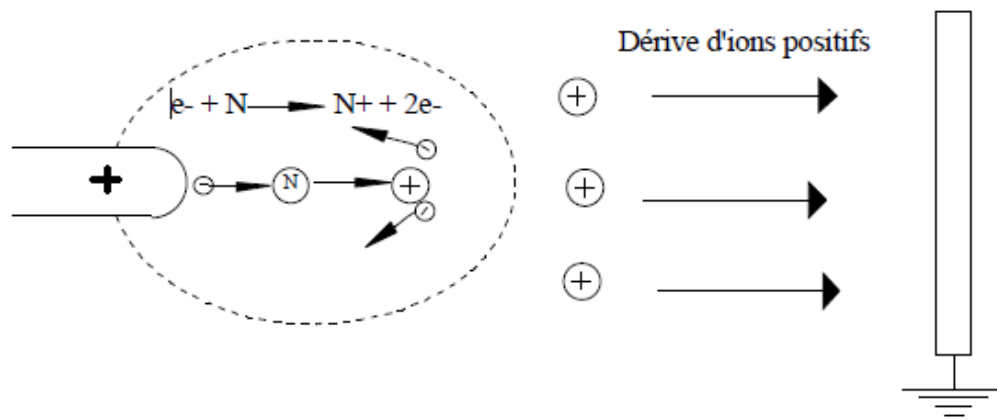 Dérive d'ions positifs
e- + N N+ + 2e-
N